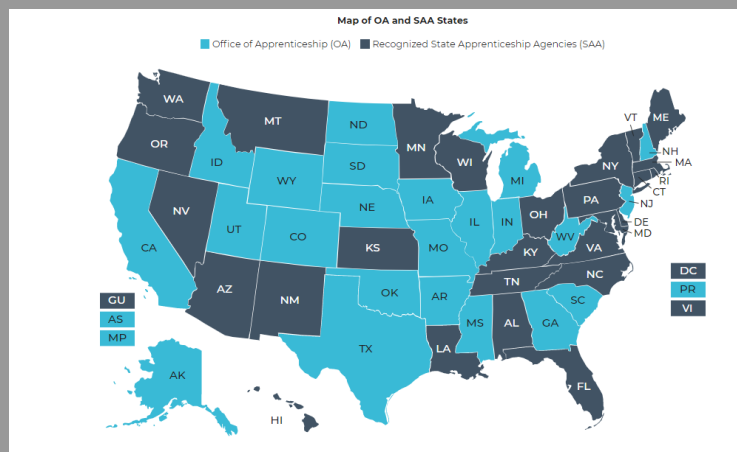 Map of OA and SAA States
Office of Apprenticeship (OA) Recognized State Apprenticeship Agencies (SAA)
WA
MT
ND
MN
VT
ME
OR
ID
SD
WI
NY
NH
MA
WY
MI
RI
CT
NE
IA
PA
NJ
NV
UT
CO
IL
IN
OH
DE
MD
CA
KS
MO
WV
VA
KY
AZ
NM
OK
AR
TN
NC
DC
PR
VI
GU
AS
MP
MS
AL
GA
SC
TX
LA
AK
FL
HI